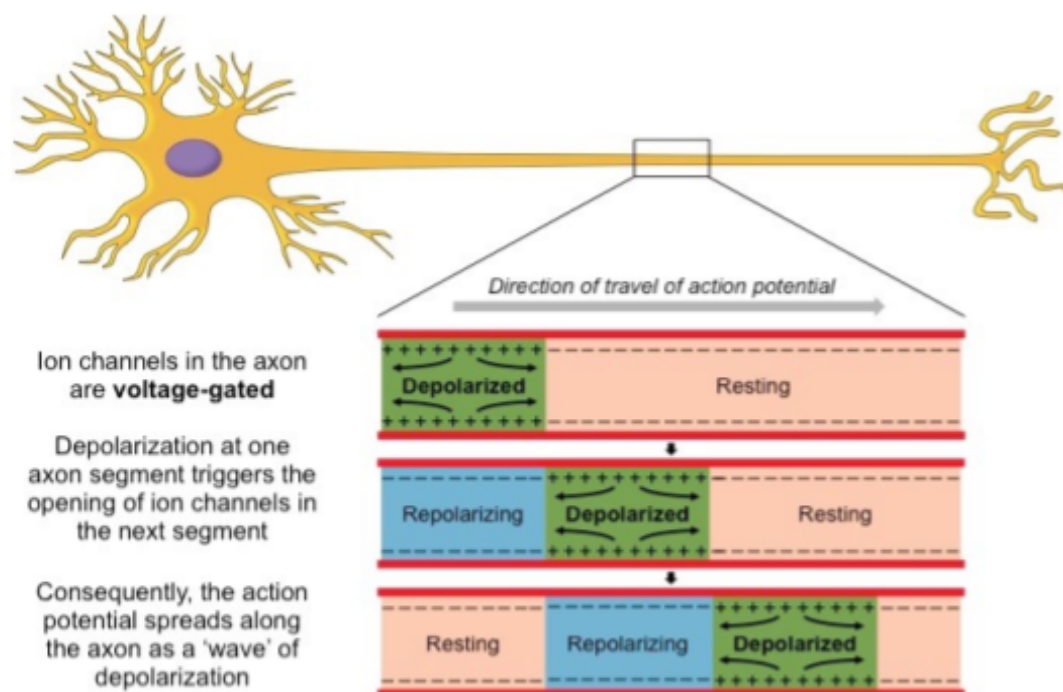 Direction of travel of action potential
Ion channels in the axon
are voltage-gated
Depolarized
Resting
Depolarization at one
axon segment triggers the
opening of ion channels in
the next segment
Repolarizing
Depolarized
Resting
Consequently, the action
potential spreads along
the axon as a ‘wave’ of
depolarization
Resting
Repolarizing
Depolarized